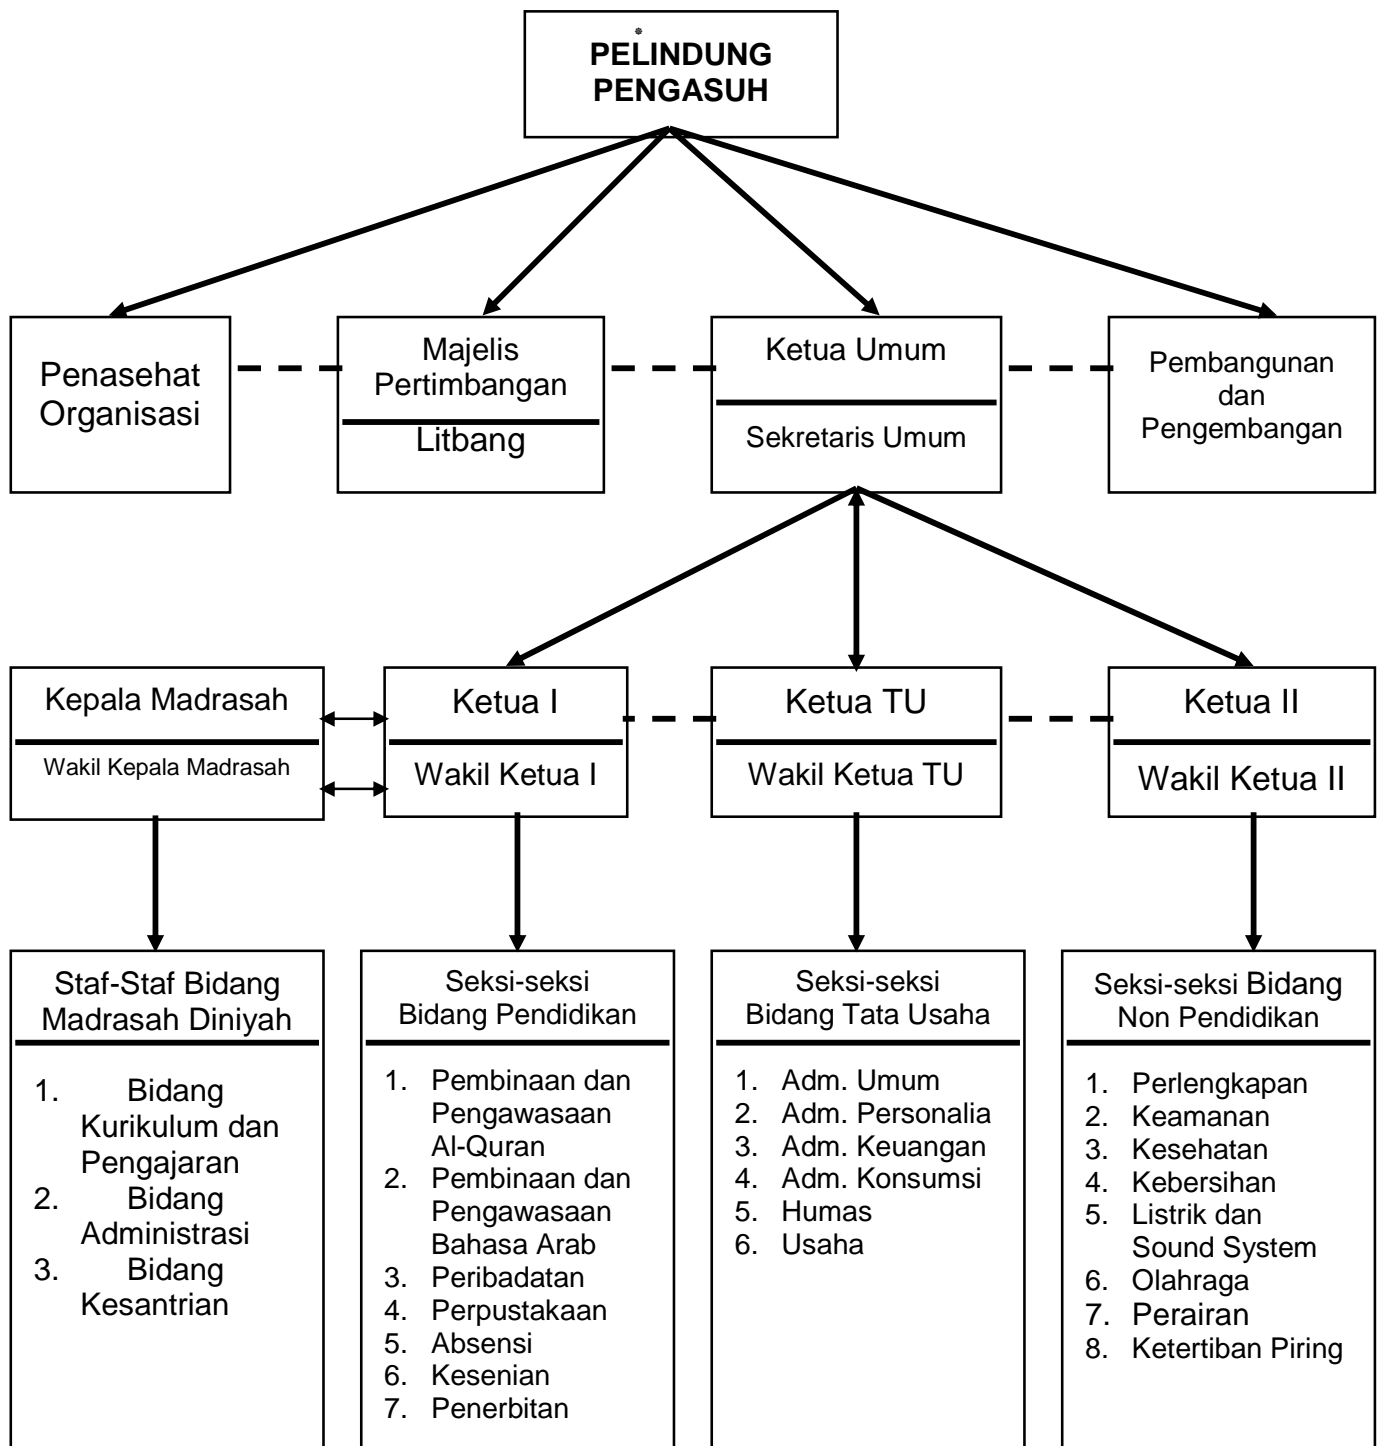 PELINDUNG
PENGASUH
Penasehat
Organisasi
Majelis
Pertimbangan
Litbang
Ketua Umum
Sekretaris Umum
Pembangunan
dan
Pengembangan
Kepala Madrasah
Wakil Kepala Madrasah
Ketua I
Wakil Ketua I
Ketua TU
Wakil Ketua TU
Ketua II
Wakil Ketua II
Staf-Staf Bidang
Madrasah Diniyah
1. Bidang
Kurikulum dan
Pengajaran
2. Bidang
Administrasi
3. Bidang
Kesantrian
Seksi-seksi
Bidang Pendidikan
1. Pembinaan dan
Pengawasaan
Al-Quran
2. Pembinaan dan
Pengawasaan
Bahasa Arab
3. Peribadatan
4. Perpustakaan
5. Absensi
6. Kesenian
7. Penerbitan
Seksi-seksi
Bidang Tata Usaha
1. Adm. Umum
2. Adm. Personalia
3. Adm. Keuangan
4. Adm. Konsumsi
5. Humas
6. Usaha
Seksi-seksi Bidang
Non Pendidikan
1. Perlengkapan
2. Keamanan
3. Kesehatan
4. Kebersihan
5. Listrik dan
Sound System
6. Olahraga
7. Perairan
8. Ketertiban Piring